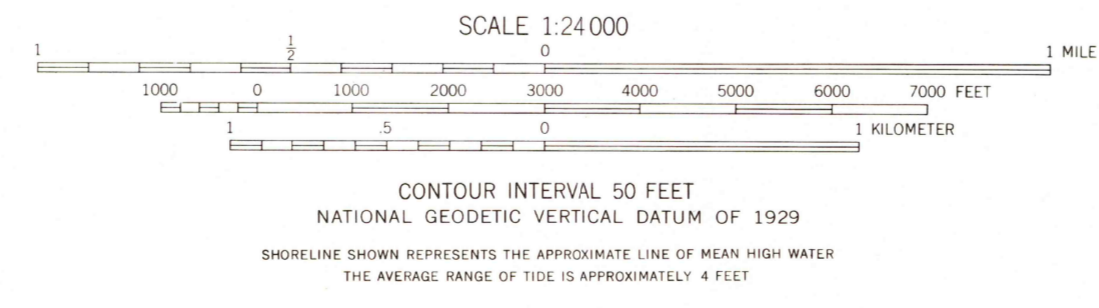 SCALE 1:24 000
1 1/2 0 1 MILE
1000 0 1000 2000 3000 4000 5000 6000 7000 FEET
1 .5 0 1 KILOMETER
CONTOUR INTERVAL 50 FEET
NATIONAL GEODETIC VERTICAL DATUM OF 1929
SHORELINE SHOWN REPRESENTS THE APPROXIMATE LINE OF MEAN HIGH WATER
THE AVERAGE RANGE OF TIDE IS APPROXIMATELY 4 FEET